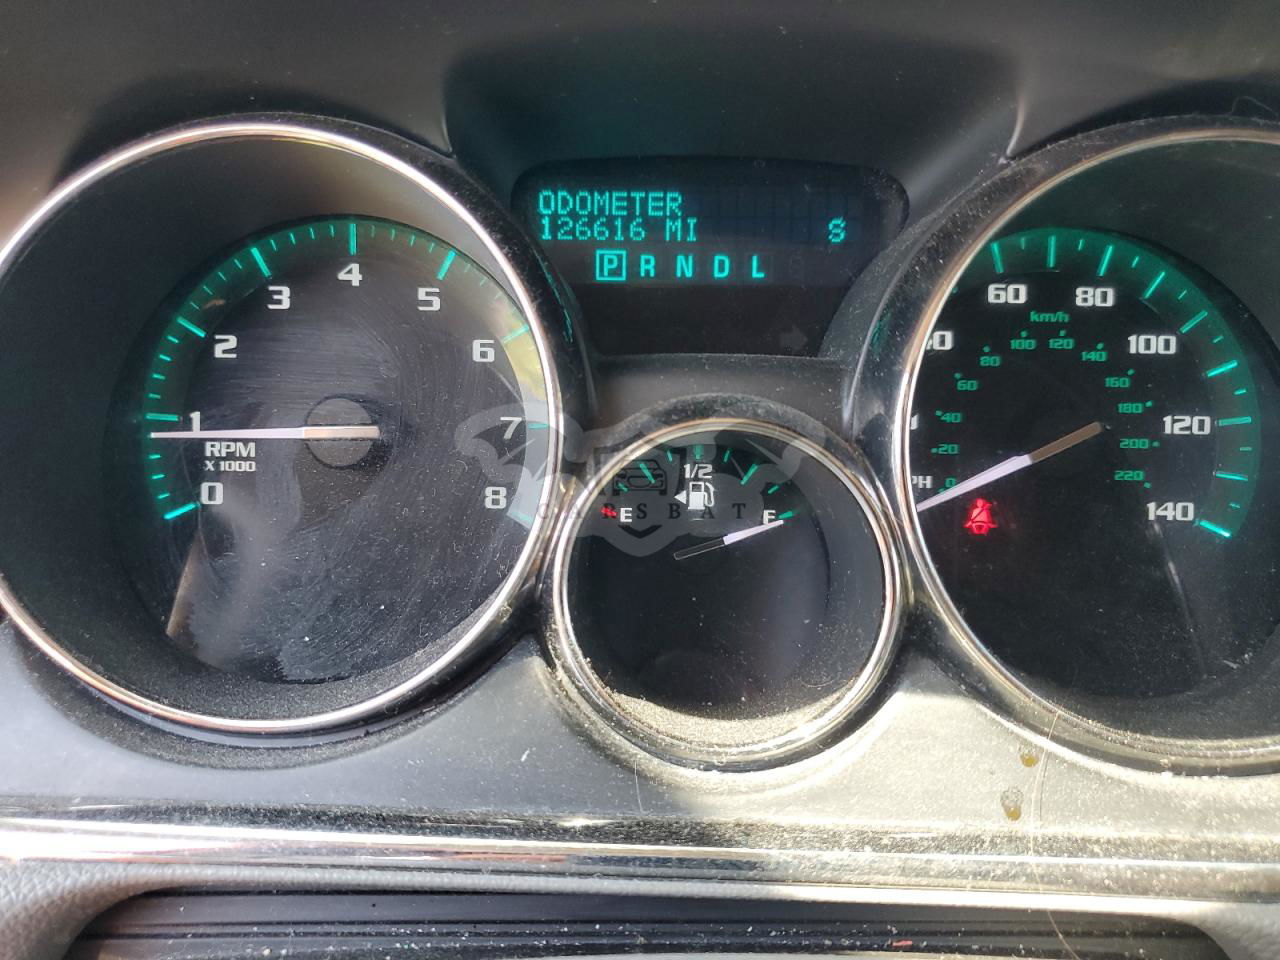 ODOMETER
126616 MI S
P R N D L
0 1 2 3 4 5 6 7 8
RPM
X 1000
E 1/2 F
CARSBAT
60 80 100 120 140
km/h
0 20 40 60 80 100 120 140 160 180 200 220